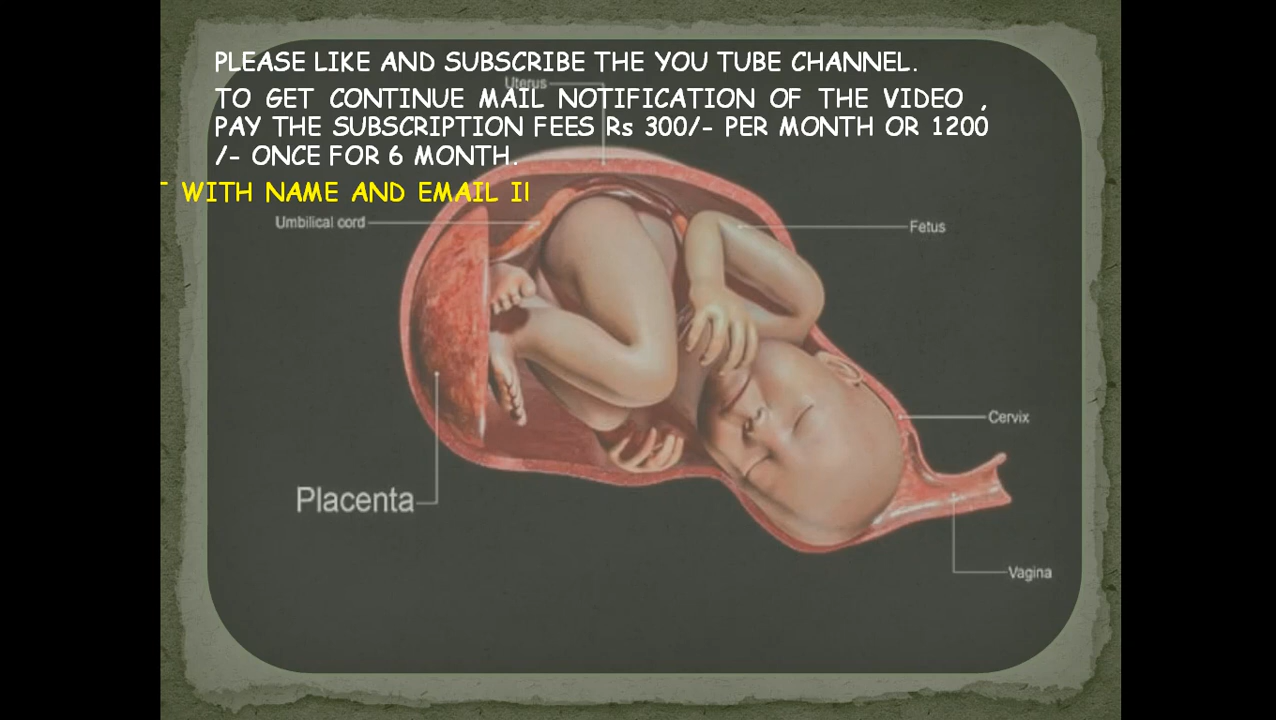 PLEASE LIKE AND SUBSCRIBE THE YOU TUBE CHANNEL.
Uterus
TO GET CONTINUE MAIL NOTIFICATION OF THE VIDEO ,
PAY THE SUBSCRIPTION FEES Rs 300/- PER MONTH OR 1200
/- ONCE FOR 6 MONTH.
WITH NAME AND EMAIL
Umbilical cord
Fetus
Cervix
Placenta
Vagina